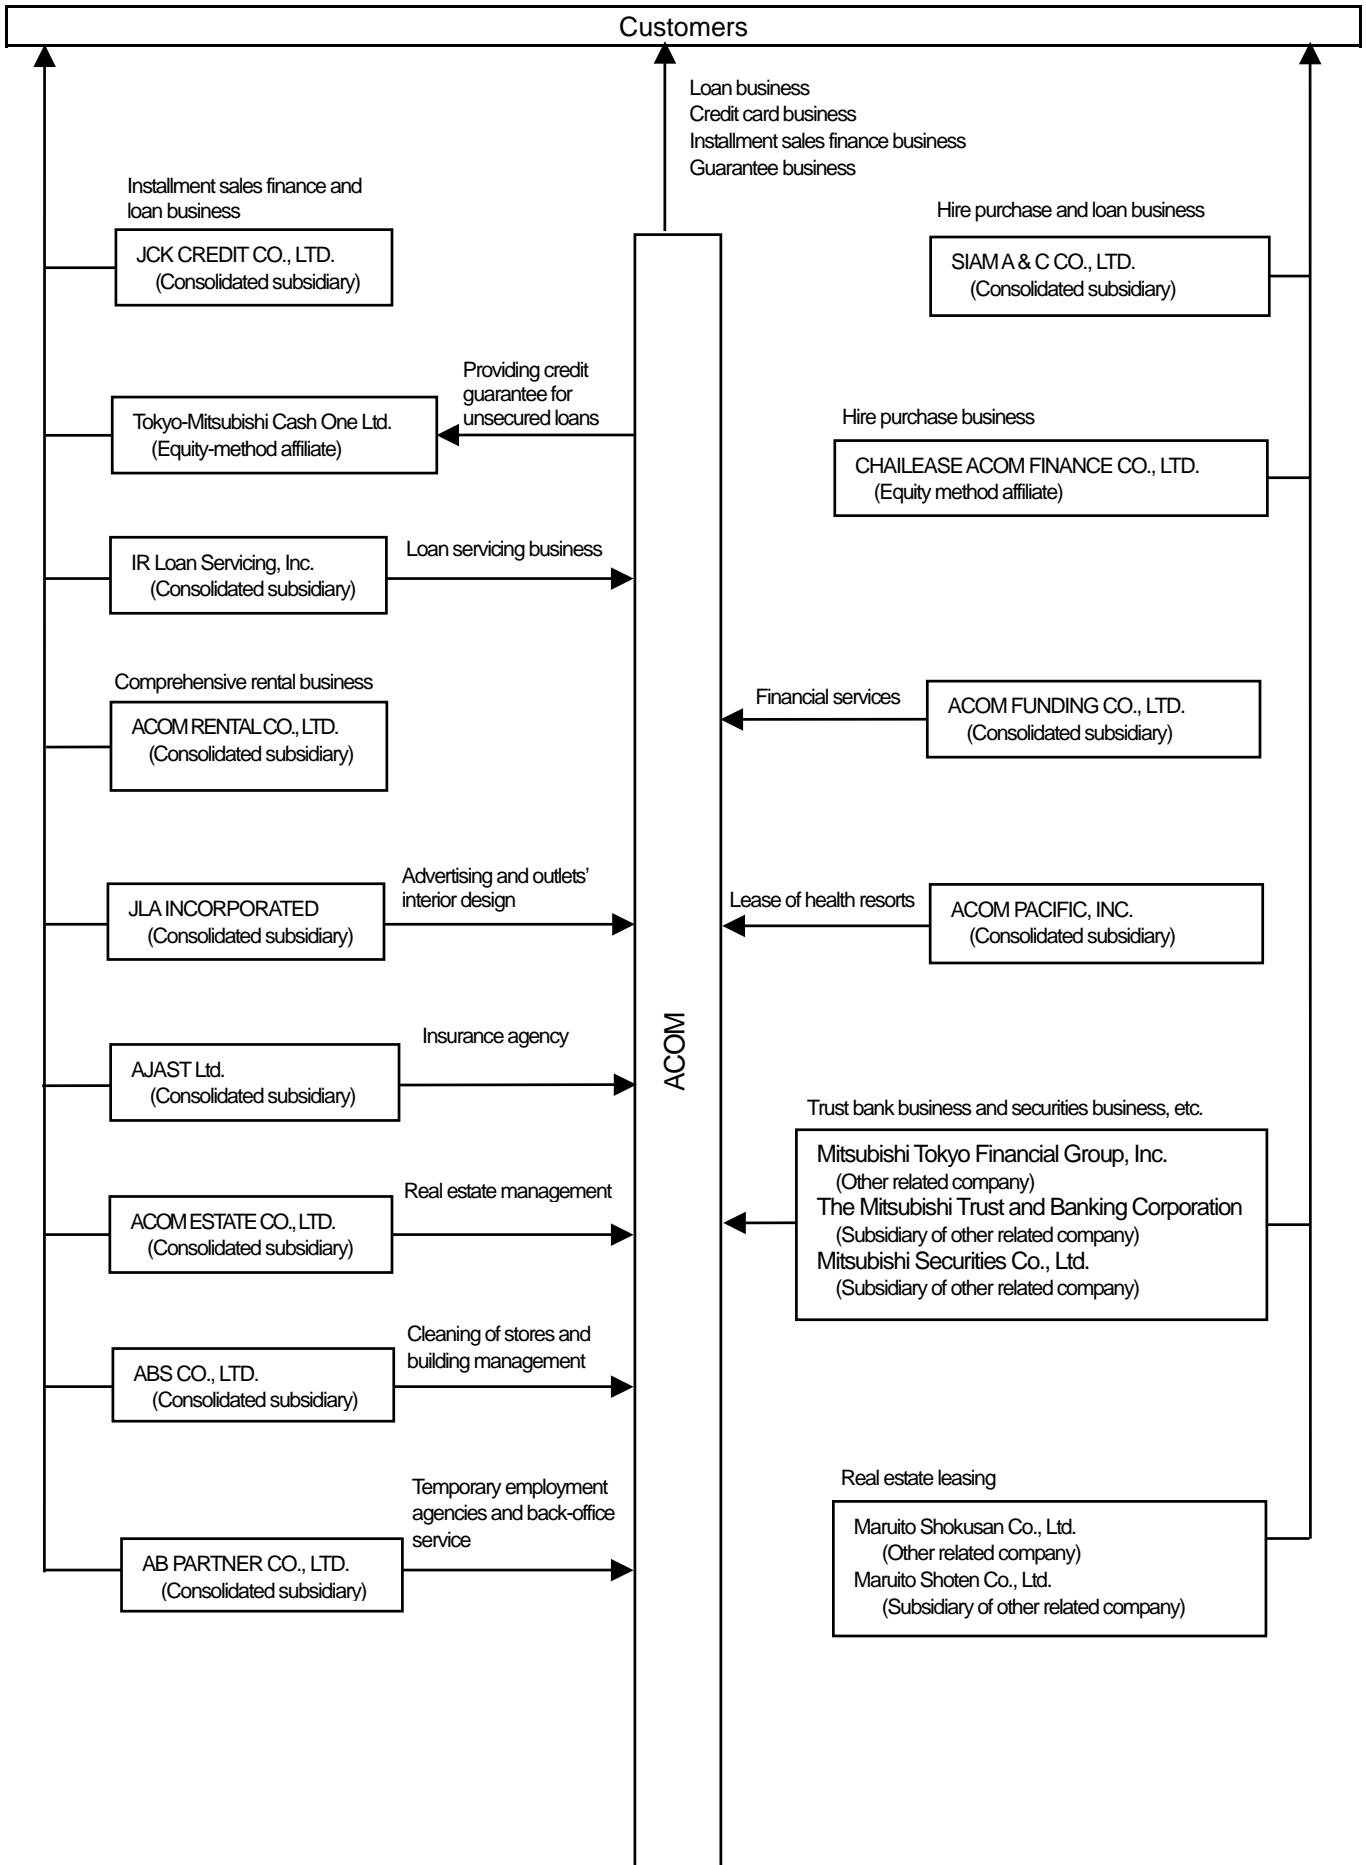 Customers
Loan business
Credit card business
Installment sales finance business
Guarantee business
Installment sales finance and
loan business
JCK CREDIT CO., LTD.
(Consolidated subsidiary)
Hire purchase and loan business
SIAM A & C CO., LTD.
(Consolidated subsidiary)
Providing credit
guarantee for
unsecured loans
Tokyo-Mitsubishi Cash One Ltd.
(Equity-method affiliate)
Hire purchase business
CHAILEASE ACOM FINANCE CO., LTD.
(Equity method affiliate)
IR Loan Servicing, Inc.
(Consolidated subsidiary)
Loan servicing business
Comprehensive rental business
ACOM RENTAL CO., LTD.
(Consolidated subsidiary)
Financial services
ACOM FUNDING CO., LTD.
(Consolidated subsidiary)
JLA INCORPORATED
(Consolidated subsidiary)
Advertising and outlets’
interior design
Lease of health resorts
ACOM PACIFIC, INC.
(Consolidated subsidiary)
ACOM
AJAST Ltd.
(Consolidated subsidiary)
Insurance agency
Trust bank business and securities business, etc.
Mitsubishi Tokyo Financial Group, Inc.
(Other related company)
The Mitsubishi Trust and Banking Corporation
(Subsidiary of other related company)
Mitsubishi Securities Co., Ltd.
(Subsidiary of other related company)
ACOM ESTATE CO., LTD.
(Consolidated subsidiary)
Real estate management
ABS CO., LTD.
(Consolidated subsidiary)
Cleaning of stores and
building management
AB PARTNER CO., LTD.
(Consolidated subsidiary)
Temporary employment
agencies and back-office
service
Real estate leasing
Maruito Shokusan Co., Ltd.
(Other related company)
Maruito Shoten Co., Ltd.
(Subsidiary of other related company)